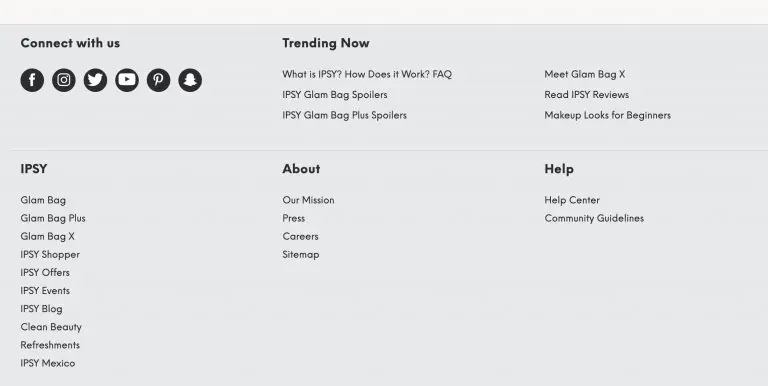 Connect with us
Trending Now
What is IPSY? How Does it Work? FAQ
IPSY Glam Bag Spoilers
IPSY Glam Bag Plus Spoilers
Meet Glam Bag X
Read IPSY Reviews
Makeup Looks for Beginners
IPSY
Glam Bag
Glam Bag Plus
Glam Bag X
IPSY Shopper
IPSY Offers
IPSY Events
IPSY Blog
Clean Beauty
Refreshments
IPSY Mexico
About
Our Mission
Press
Careers
Sitemap
Help
Help Center
Community Guidelines